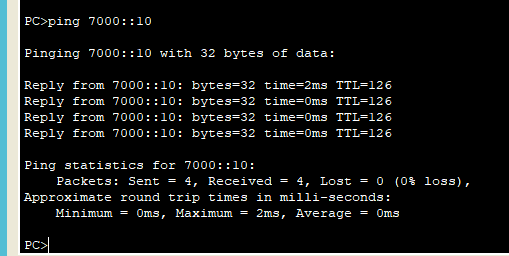 PC>ping 7000::10
Pinging 7000::10 with 32 bytes of data:
Reply from 7000::10: bytes=32 time=2ms TTL=126
Reply from 7000::10: bytes=32 time=0ms TTL=126
Reply from 7000::10: bytes=32 time=0ms TTL=126
Reply from 7000::10: bytes=32 time=0ms TTL=126
Ping statistics for 7000::10:
    Packets: Sent = 4, Received = 4, Lost = 0 (0% loss),
Approximate round trip times in milli-seconds:
    Minimum = 0ms, Maximum = 2ms, Average = 0ms
PC>